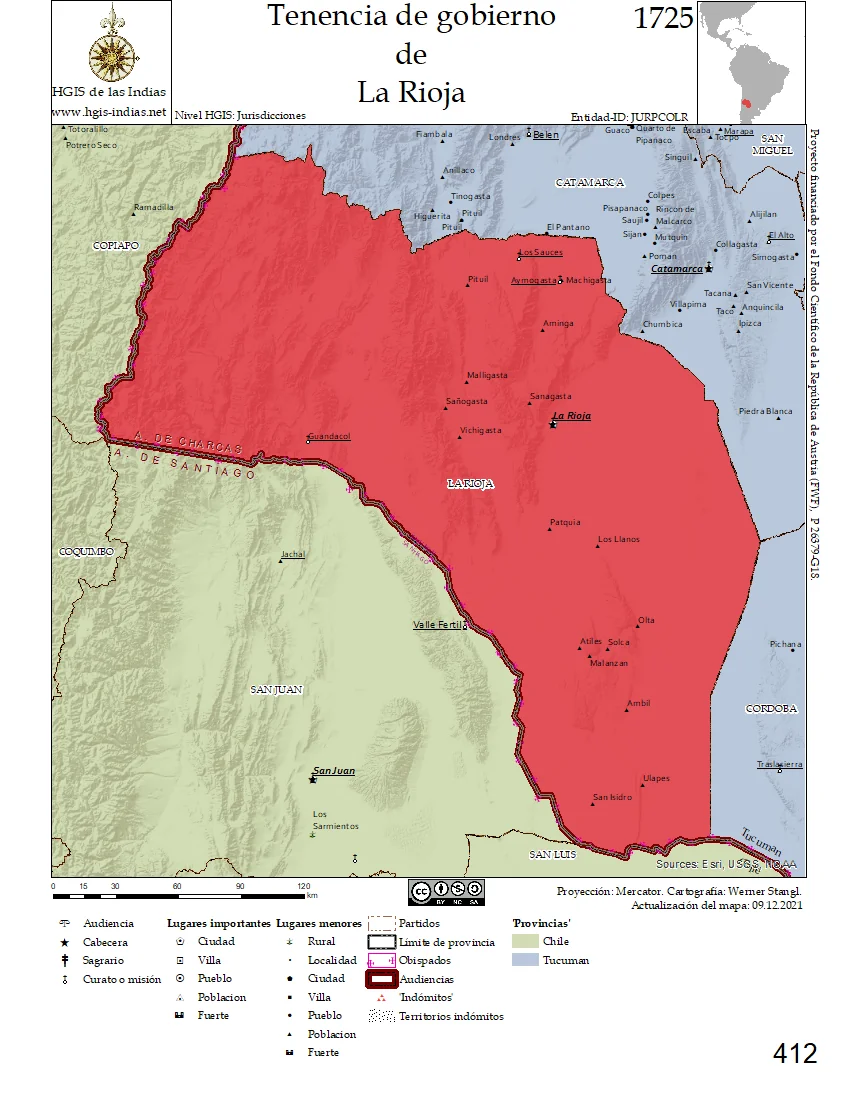 Tenencia de gobierno
de
La Rioja
1725
HGIS de las Indias
www.hgis-indias.net
Nivel HGIS: Jurisdicciones
Entidad-ID: JURPCOLR
Totoralillo
Potrero Seco
Fiambala
Londres
Belen
Guaco
Quarto de
Pipanaco
Escaba
Marapa
Tocpo
SAN
MIGUEL
Singuil
Anillaco
CATAMARCA
Tinogasta
Colpes
Ramadilla
Higuerita
Pituil
Pisapanaco
Rincon de
Saujil
Malcarco
Alijilan
Pituil
El Pantano
Sijan
Mutquin
El Alto
COPIAPO
Collagasta
Los Sauces
Poman
Simogasta
Catamarca
Pituil
Aymogasta
Machigasta
San Vicente
Tacana
Villapima
Taco
Anquincila
Aminga
Chumbica
Ipizca
Malligasta
Sañogasta
Sanagasta
La Rioja
Piedra Blanca
Vichigasta
Guandacol
A. DE CHARCAS
A. DE SANTIAGO
LA RIOJA
Patquia
Los Llanos
COQUIMBO
Jachal
Valle Fertil
Olta
Atiles
Solca
Malanzan
Pichana
SAN JUAN
Ambil
CORDOBA
San Juan
Traslasierra
Ulapes
San Isidro
Los
Sarmientos
Tucuman
SAN LUIS
Sources: Esri, USGS, NOAA
Proyecto financiado por el Fondo Científico de la República de Austria (FWF), P 26379-G18.
0 15 30 60 90 120
km
CC BY NC SA
Proyección: Mercator. Cartografía: Werner Stangl.
Actualización del mapa: 09.12.2021
Audiencia
Cabecera
Sagrario
Curato o misión
Lugares importantes
Ciudad
Villa
Pueblo
Poblacion
Fuerte
Lugares menores
Rural
Localidad
Ciudad
Villa
Pueblo
Poblacion
Fuerte
Partidos
Límite de provincia
Obispados
Audiencias
'Indómitos'
Territorios indómitos
'Provincias'
Chile
Tucuman
412